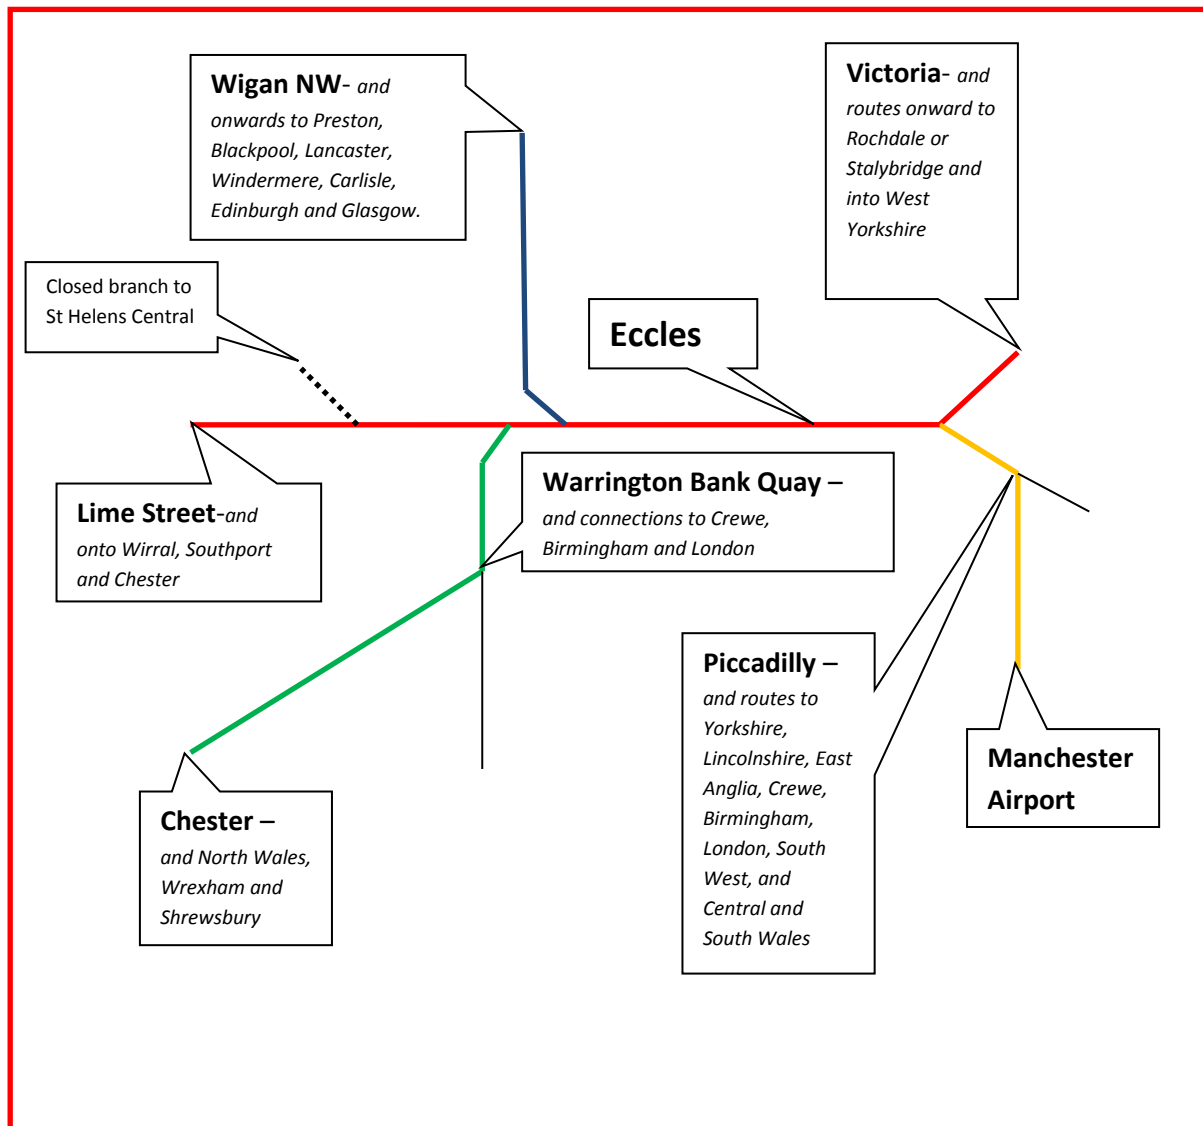 Wigan NW- and
onwards to Preston,
Blackpool, Lancaster,
Windermere, Carlisle,
Edinburgh and Glasgow.
Victoria- and
routes onward to
Rochdale or
Stalybridge and
into West
Yorkshire
Closed branch to
St Helens Central
Eccles
Lime Street-and
onto Wirral, Southport
and Chester
Warrington Bank Quay –
and connections to Crewe,
Birmingham and London
Piccadilly –
and routes to
Yorkshire,
Lincolnshire, East
Anglia, Crewe,
Birmingham,
London, South
West, and
Central and
South Wales
Manchester
Airport
Chester –
and North Wales,
Wrexham and
Shrewsbury